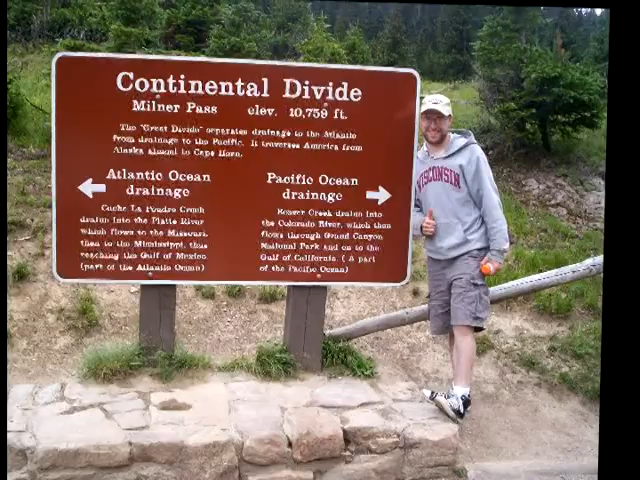 Continental Divide
Milner Pass elev. 10,759 ft.
The "Great Divide" separates drainage to the Atlantic
from drainage to the Pacific. It traverses America from
Alaska almost to Cape Horn.
Atlantic Ocean
drainage
Cache La Poudre Creek
drains into the Platte River
which flows to the Missouri,
then to the Mississippi, thus
reaching the Gulf of Mexico.
(part of the Atlantic Ocean)
Pacific Ocean
drainage
Beaver Creek drains into
the Colorado River, which then
flows through Grand Canyon
National Park and on to the
Gulf of California. ( A part
of the Pacific Ocean)
WISCONSIN